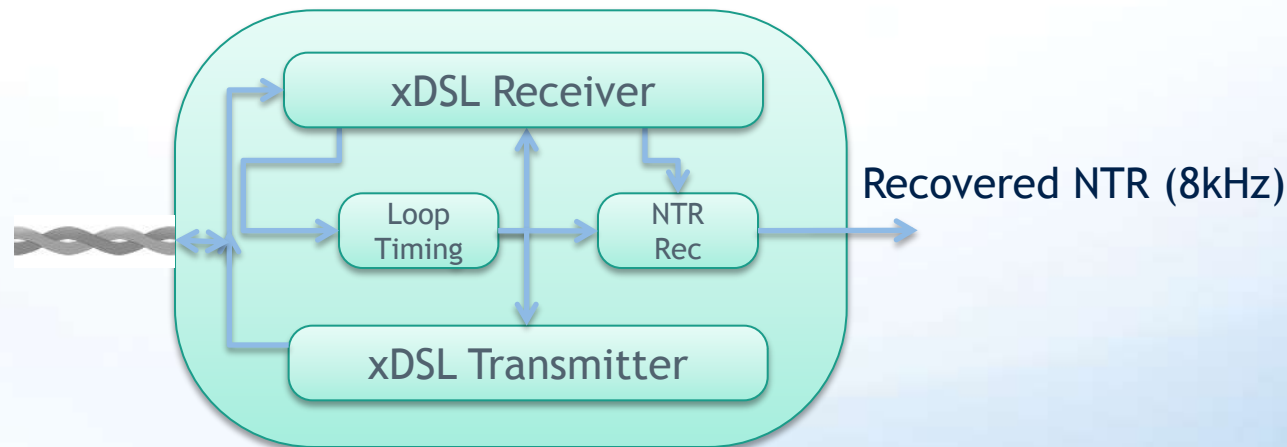 xDSL Receiver
Recovered NTR (8kHz)
Loop
Timing
NTR
Rec
xDSL Transmitter